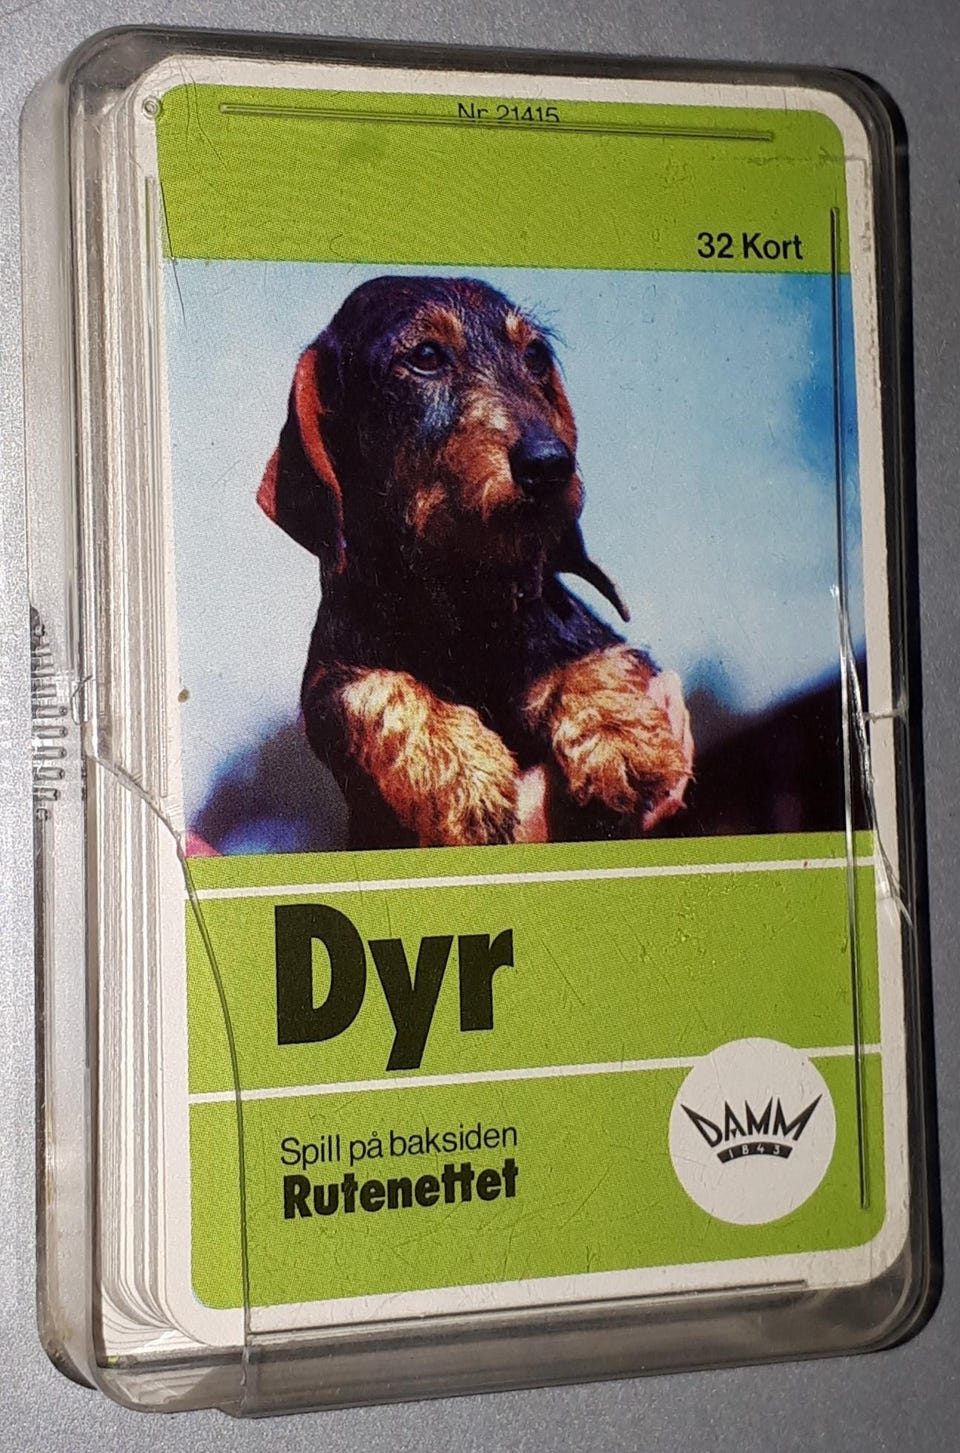 Nr. 21415
32 Kort
Dyr
Spill på baksiden
Rutenettet
DAMM
1843